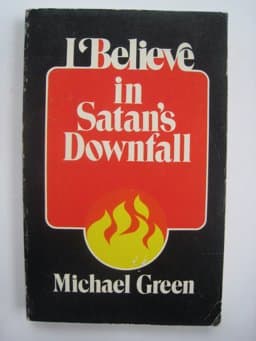 I Believe
in
Satan's
Downfall
Michael Green